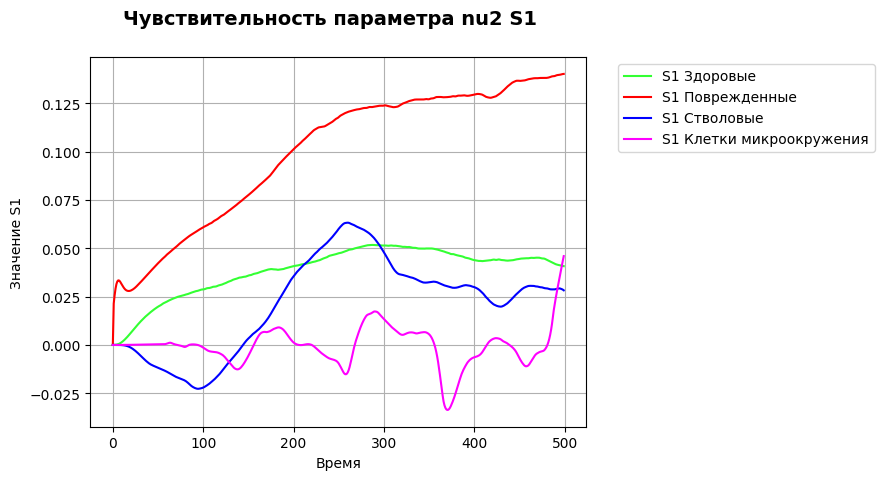 Чувствительность параметра nu2 S1
S1 Здоровые
S1 Поврежденные
S1 Стволовые
S1 Клетки микроокружения
Значение S1
0.125
0.100
0.075
0.050
0.025
0.000
−0.025
0 100 200 300 400 500
Время